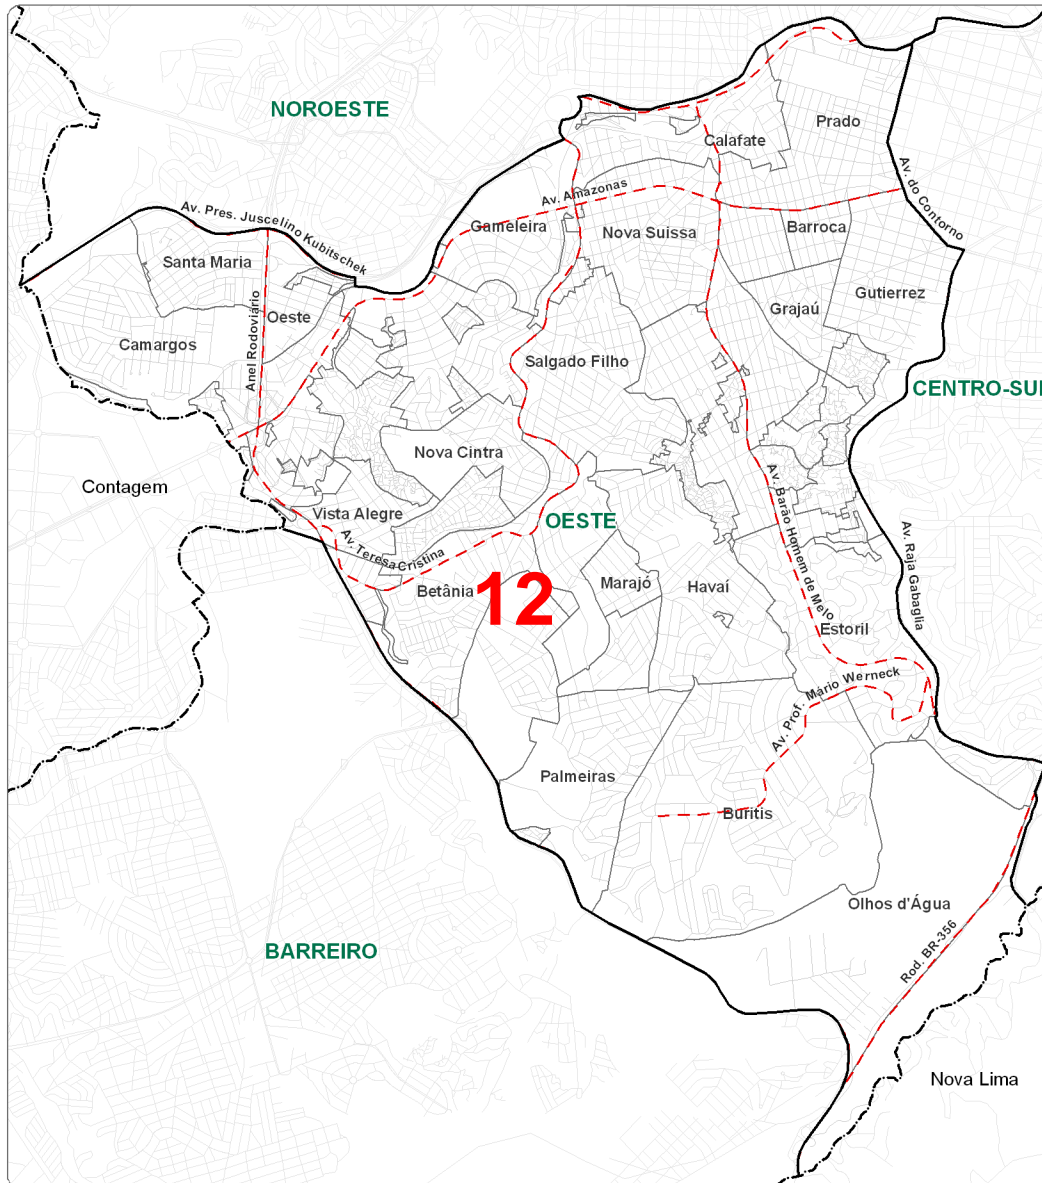 NOROESTE
Prado
Calafate
Av. do Contorno
Av. Amazonas
Av. Pres. Juscelino Kubitschek
Gameleira
Nova Suissa
Barroca
Santa Maria
Gutierrez
Grajaú
Oeste
Anel Rodoviário
Camargos
Salgado Filho
CENTRO-SUL
Nova Cintra
Contagem
Vista Alegre
OESTE
Av. Teresa Cristina
Av. Barão Homem de Melo
Av. Raja Gabaglia
Betânia
12
Marajó
Havaí
Estoril
Av. Prof. Mário Werneck
Palmeiras
Buritis
Olhos d'Água
BARREIRO
Rod. BR-356
Nova Lima